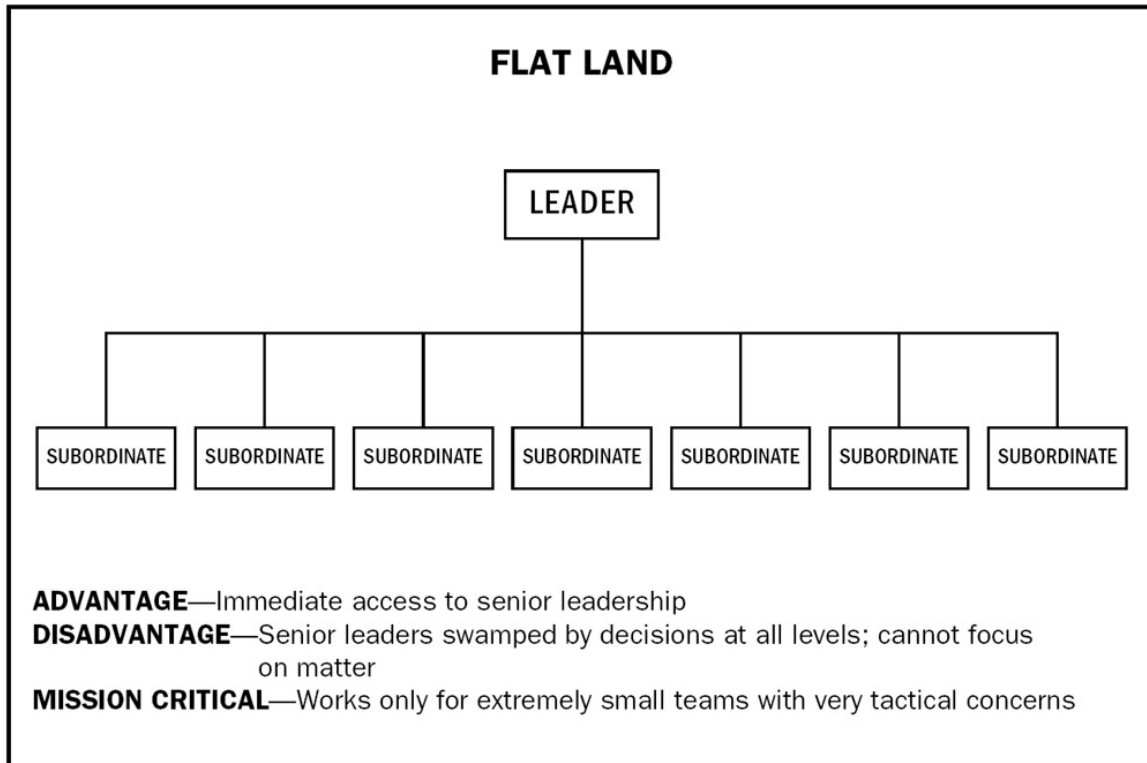 FLAT LAND
LEADER
SUBORDINATE SUBORDINATE SUBORDINATE SUBORDINATE SUBORDINATE SUBORDINATE SUBORDINATE
ADVANTAGE—Immediate access to senior leadership
DISADVANTAGE—Senior leaders swamped by decisions at all levels; cannot focus
on matter
MISSION CRITICAL—Works only for extremely small teams with very tactical concerns